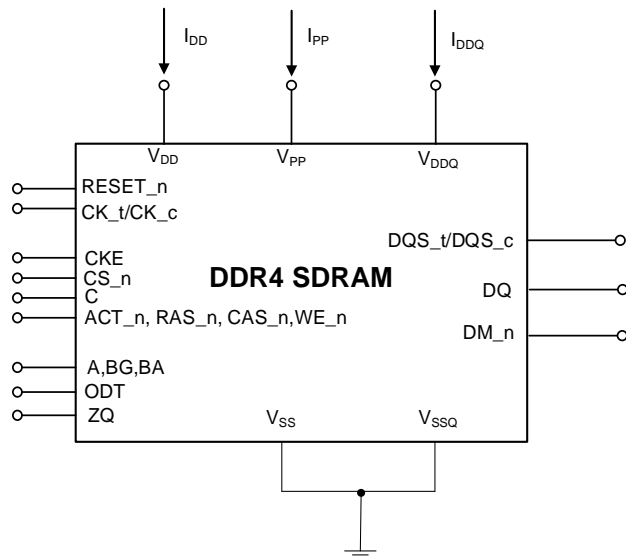 I_DD
I_PP
I_DDQ
V_DD
V_PP
V_DDQ
RESET_n
CK_t/CK_c
CKE
CS_n
C
ACT_n, RAS_n, CAS_n,WE_n
A,BG,BA
ODT
ZQ
DDR4 SDRAM
DQS_t/DQS_c
DQ
DM_n
V_SS
V_SSQ